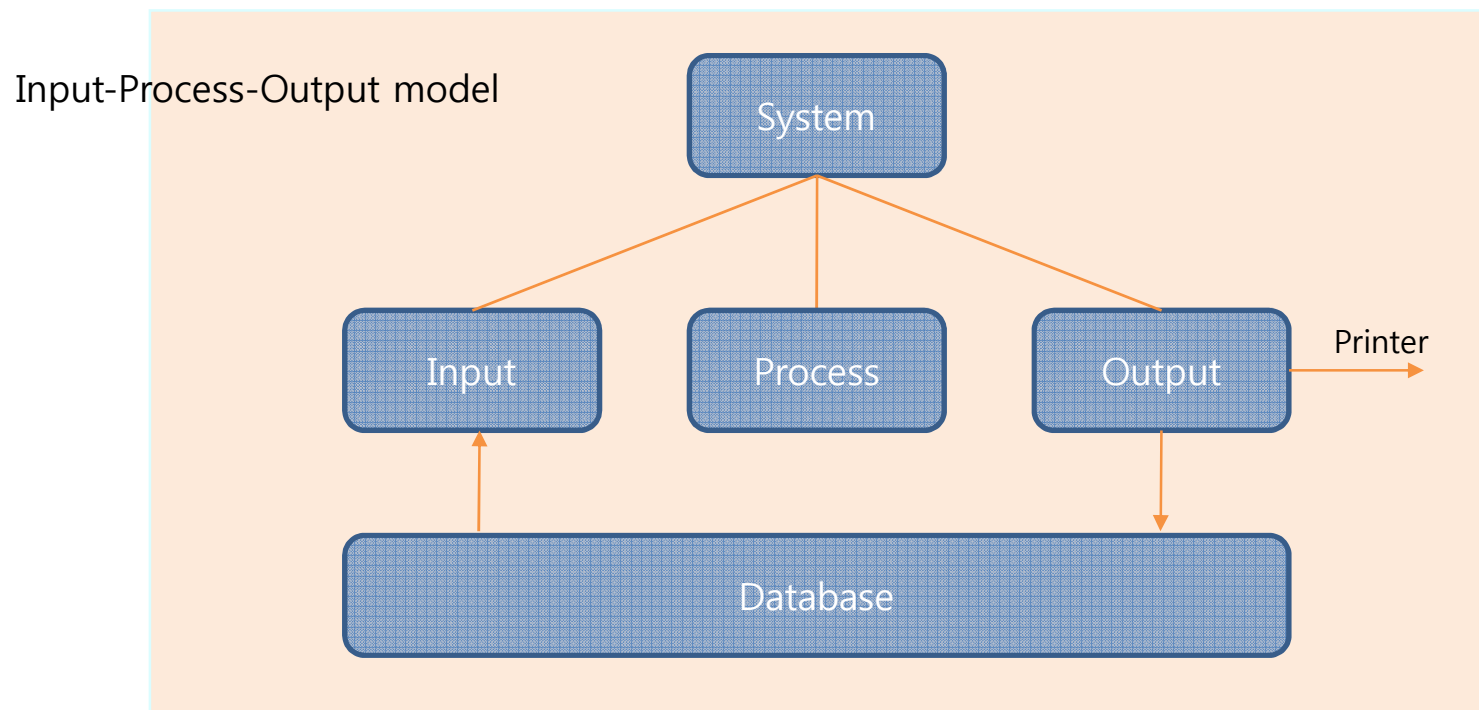 Input-Process-Output model
System
Input
Process
Output
Printer
Database